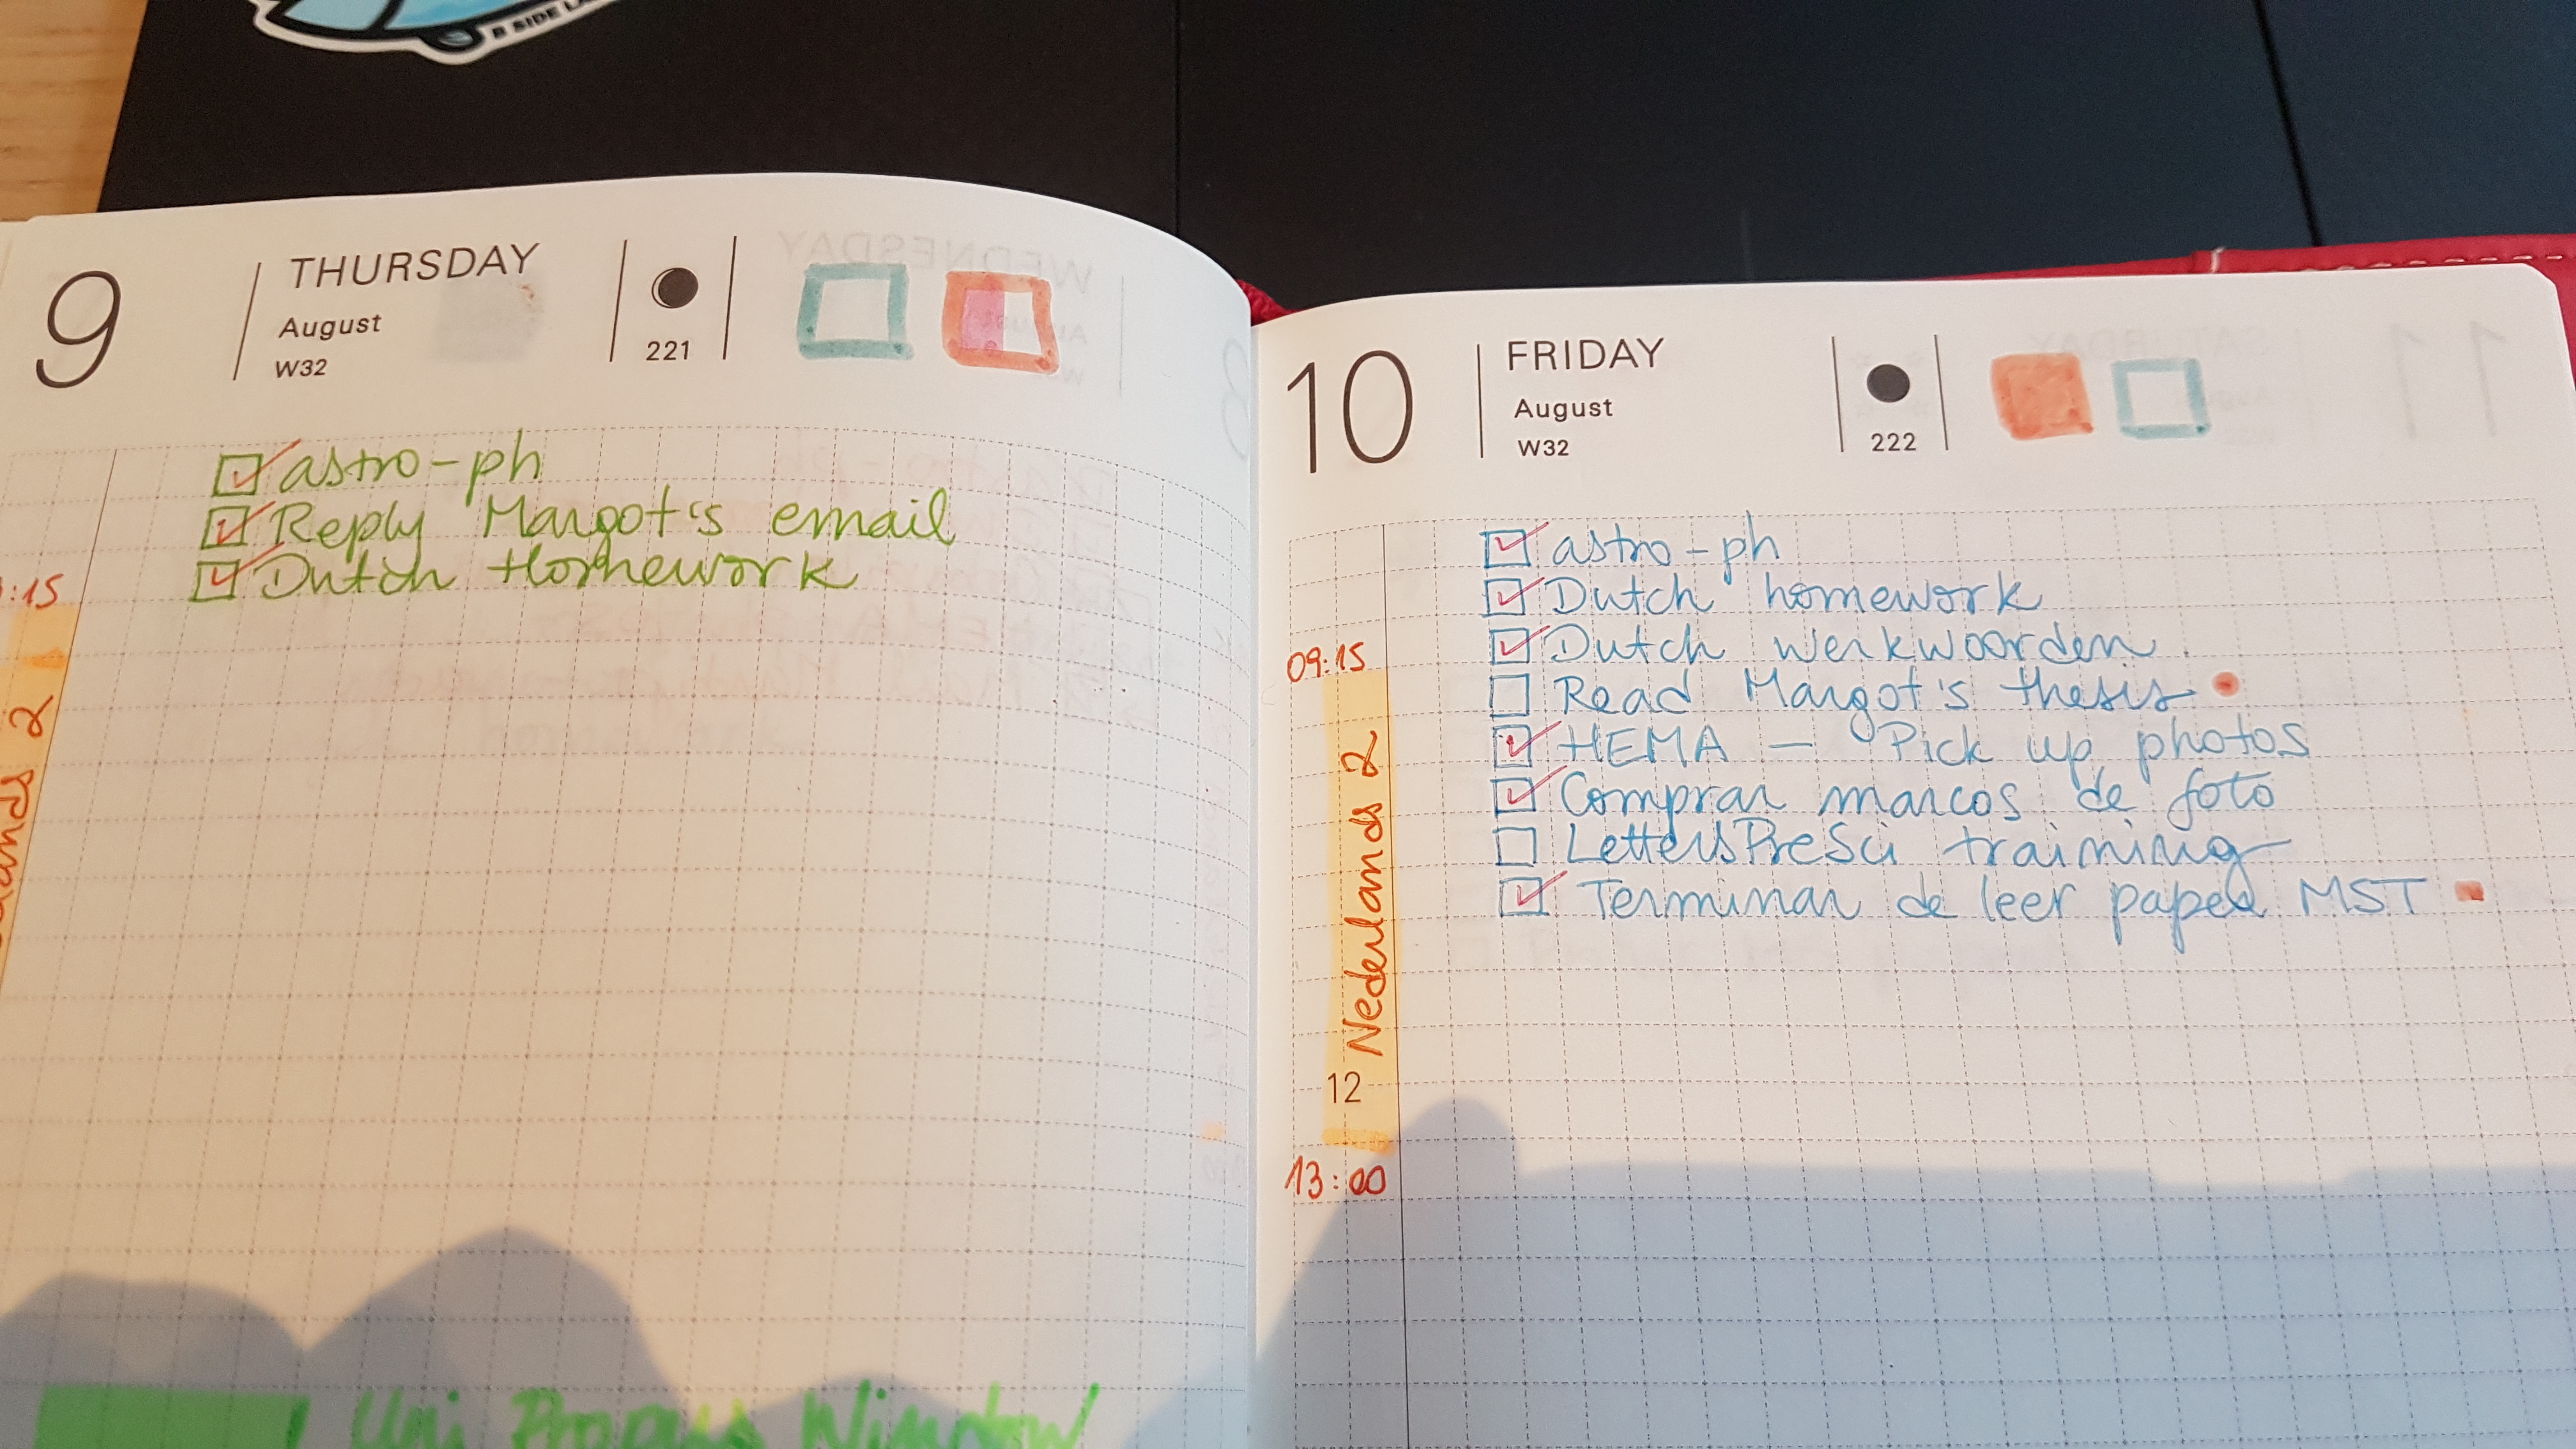 B SIDE LA
9
THURSDAY
August
W32
221
astro-ph
Reply Margot's email
Dutch Homework
:15
lands 2
Uni Window
10
FRIDAY
August
W32
222
astro-ph
Dutch homework
09:15
Dutch werkwoorden
Read Margot's thesis
HEMA - Pick up photos
Comprar marcos de foto
LettersPreSci training
Terminar de leer paper MST
Nederlands 2
12
13:00